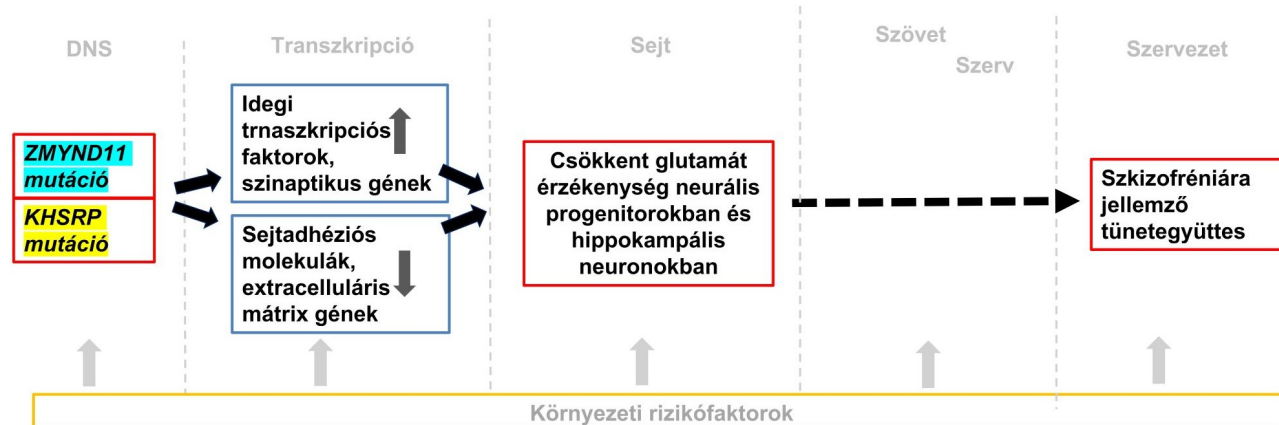 DNS
Transzkripció
Sejt
Szövet
Szerv
Szervezet
ZMYND11
mutáció
KHSRP
mutáció
Idegi
trnaszkripciós
faktorok,
szinaptikus gének
Sejtadhéziós
molekulák,
extracelluláris
mátrix gének
Csökkent glutamát
érzékenység neurális
progenitorokban és
hippokampális
neuronokban
Szkizofréniára
jellemző
tünetegyüttes
Környezeti rizikófaktorok